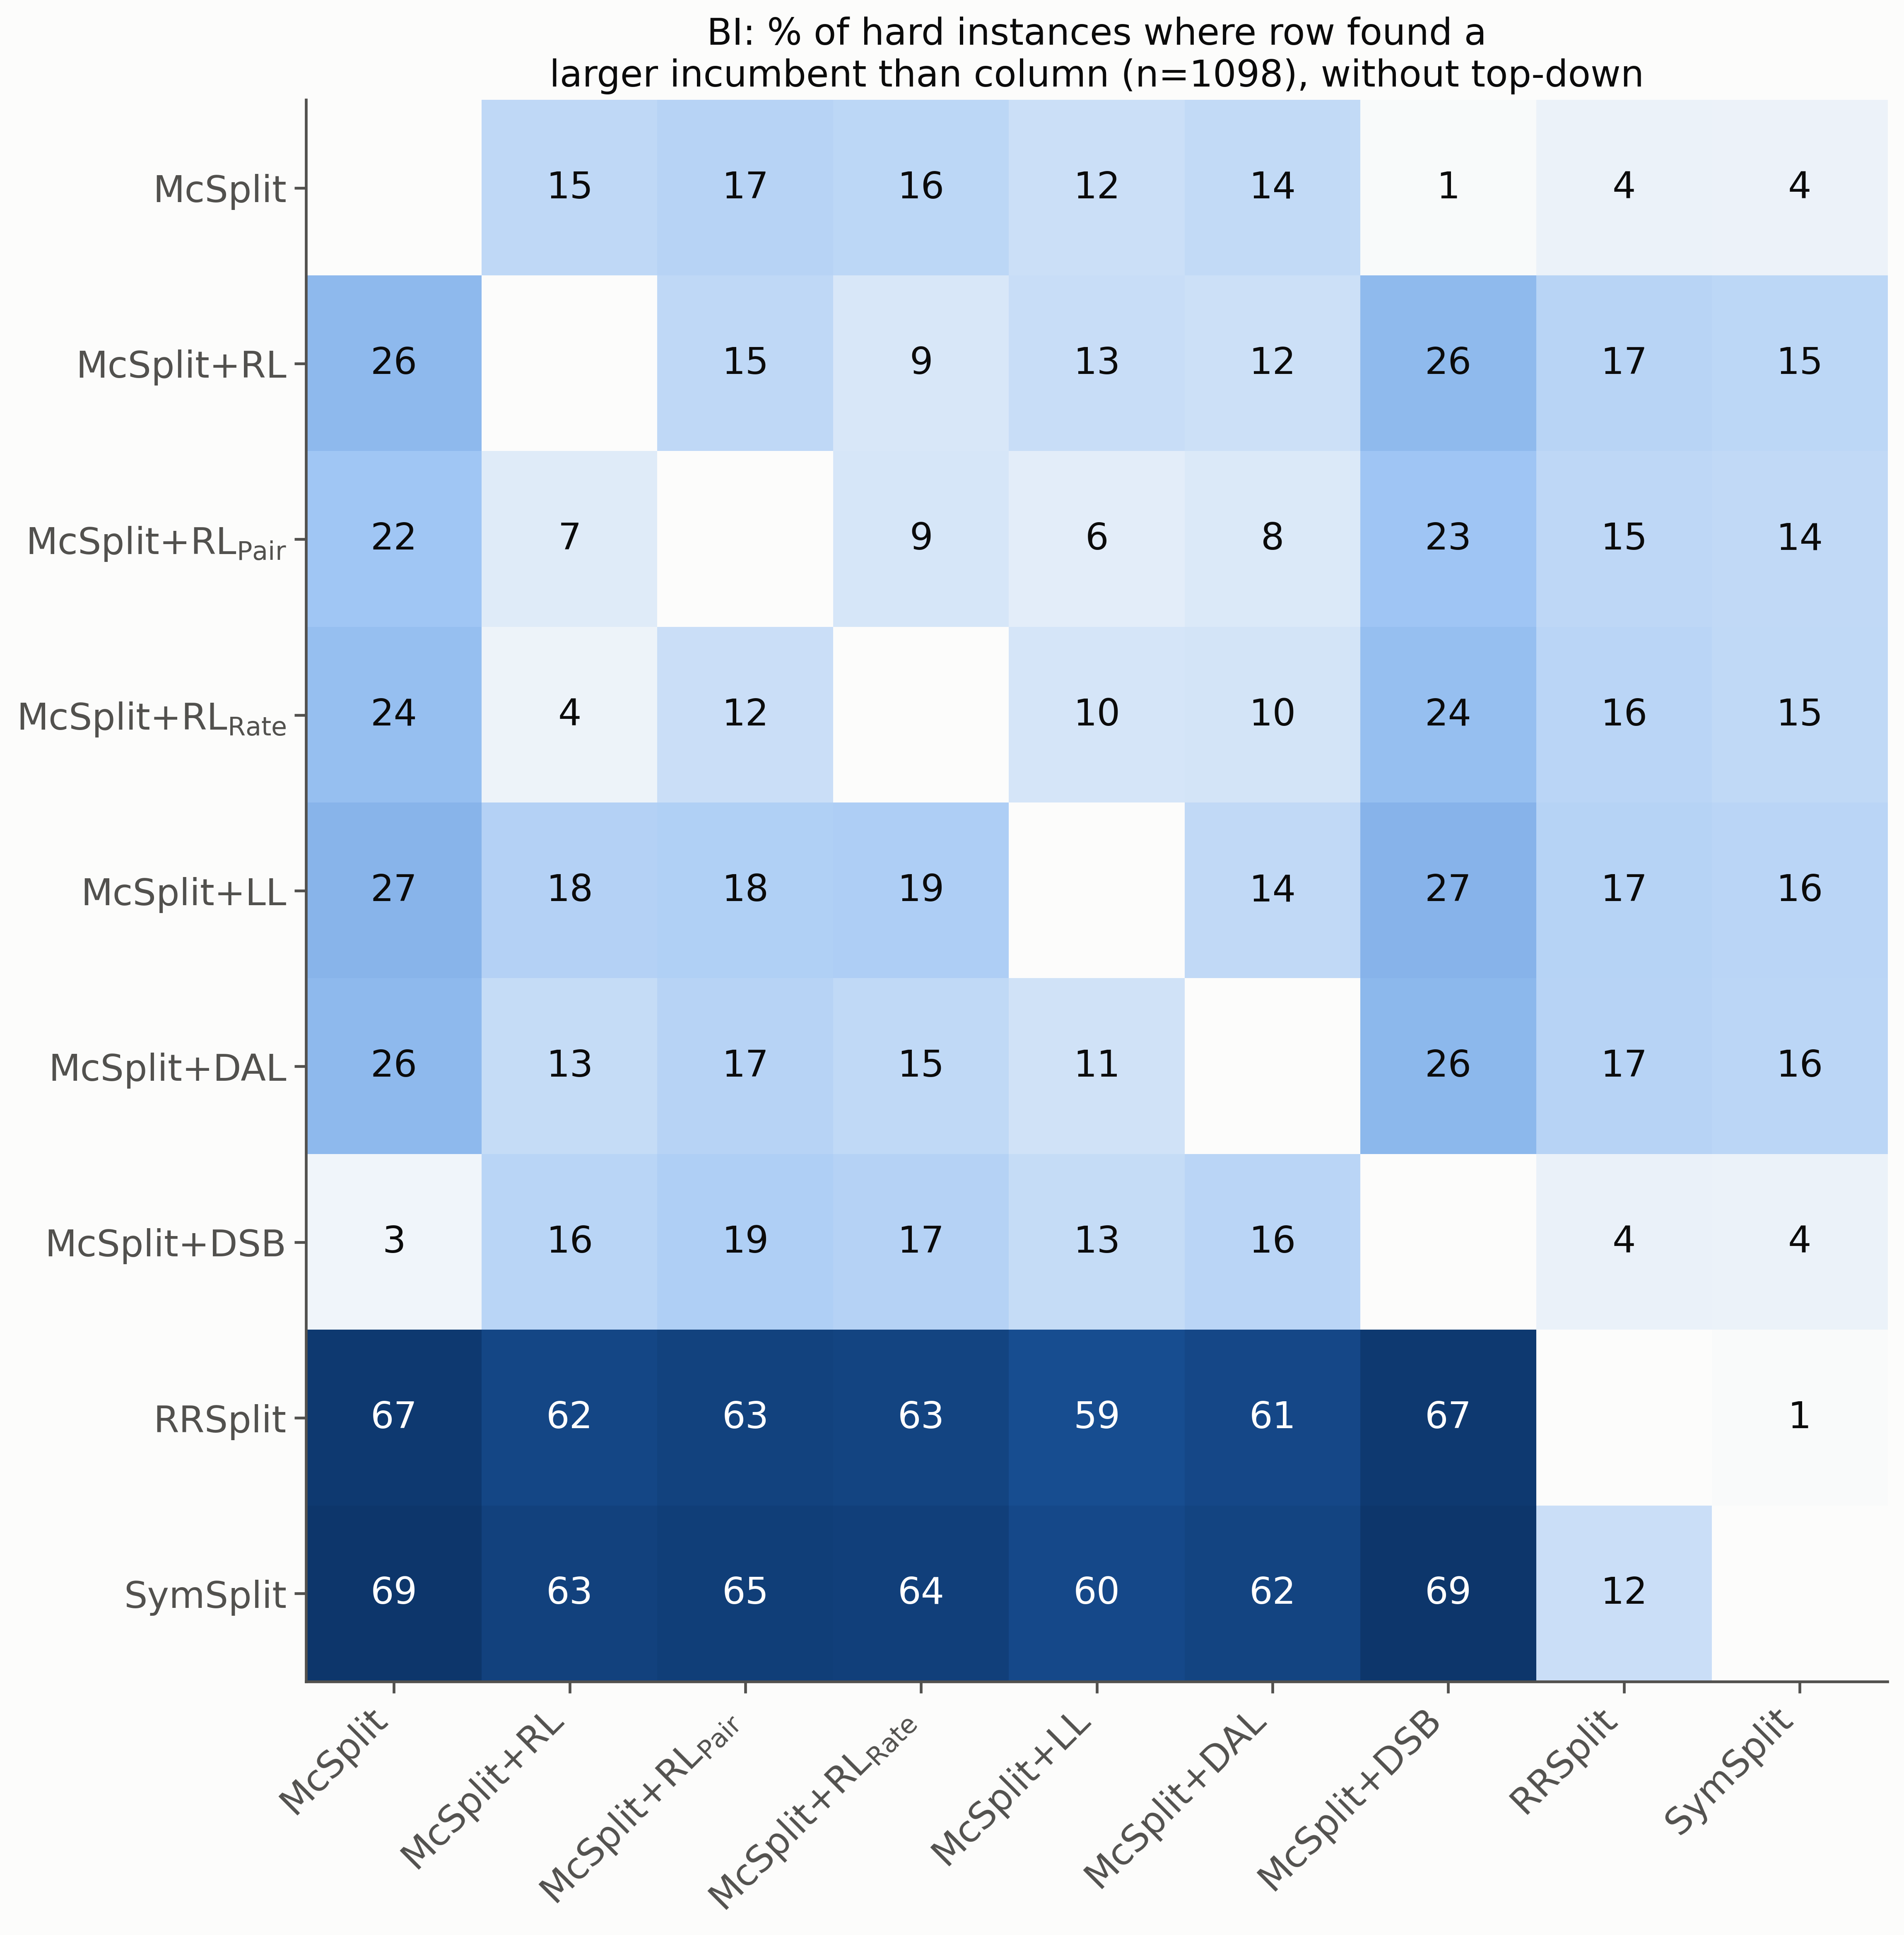 BI: % of hard instances where row found a
larger incumbent than column (n=1098), without top-down
McSplit 15 17 16 12 14 1 4 4
McSplit+RL 26 15 9 13 12 26 17 15
McSplit+RLPair 22 7 9 6 8 23 15 14
McSplit+RLRate 24 4 12 10 10 24 16 15
McSplit+LL 27 18 18 19 14 27 17 16
McSplit+DAL 26 13 17 15 11 26 17 16
McSplit+DSB 3 16 19 17 13 16 4 4
RRSplit 67 62 63 63 59 61 67 1
SymSplit 69 63 65 64 60 62 69 12
McSplit
McSplit+RL
McSplit+RLPair
McSplit+RLRate
McSplit+LL
McSplit+DAL
McSplit+DSB
RRSplit
SymSplit